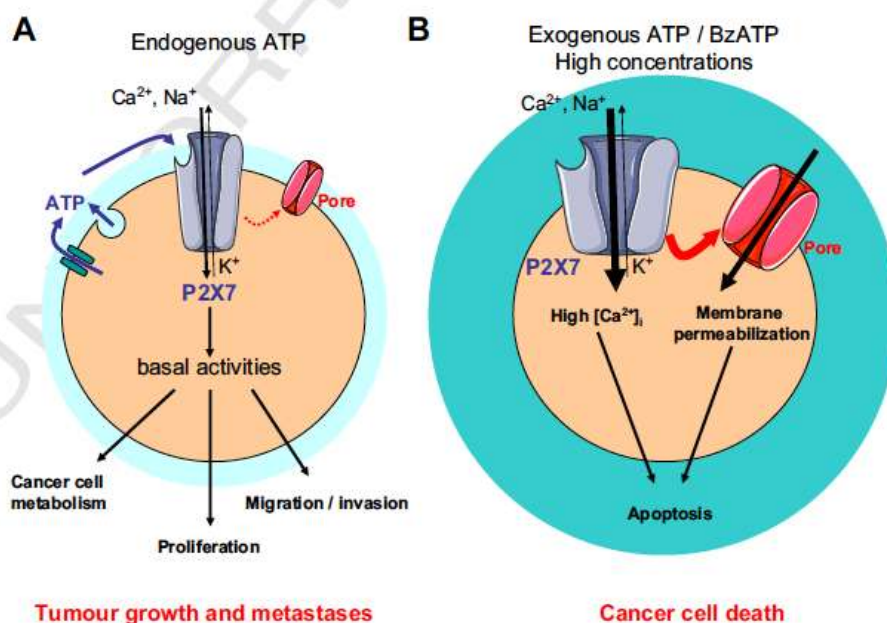 A
Endogenous ATP
Ca²⁺, Na⁺
ATP
Pore
K⁺
P2X7
basal activities
Cancer cell
metabolism
Migration / invasion
Proliferation
Tumour growth and metastases
B
Exogenous ATP / BzATP
High concentrations
Ca²⁺, Na⁺
Pore
P2X7
K⁺
High [Ca²⁺]ᵢ
Membrane
permeabilization
Apoptosis
Cancer cell death